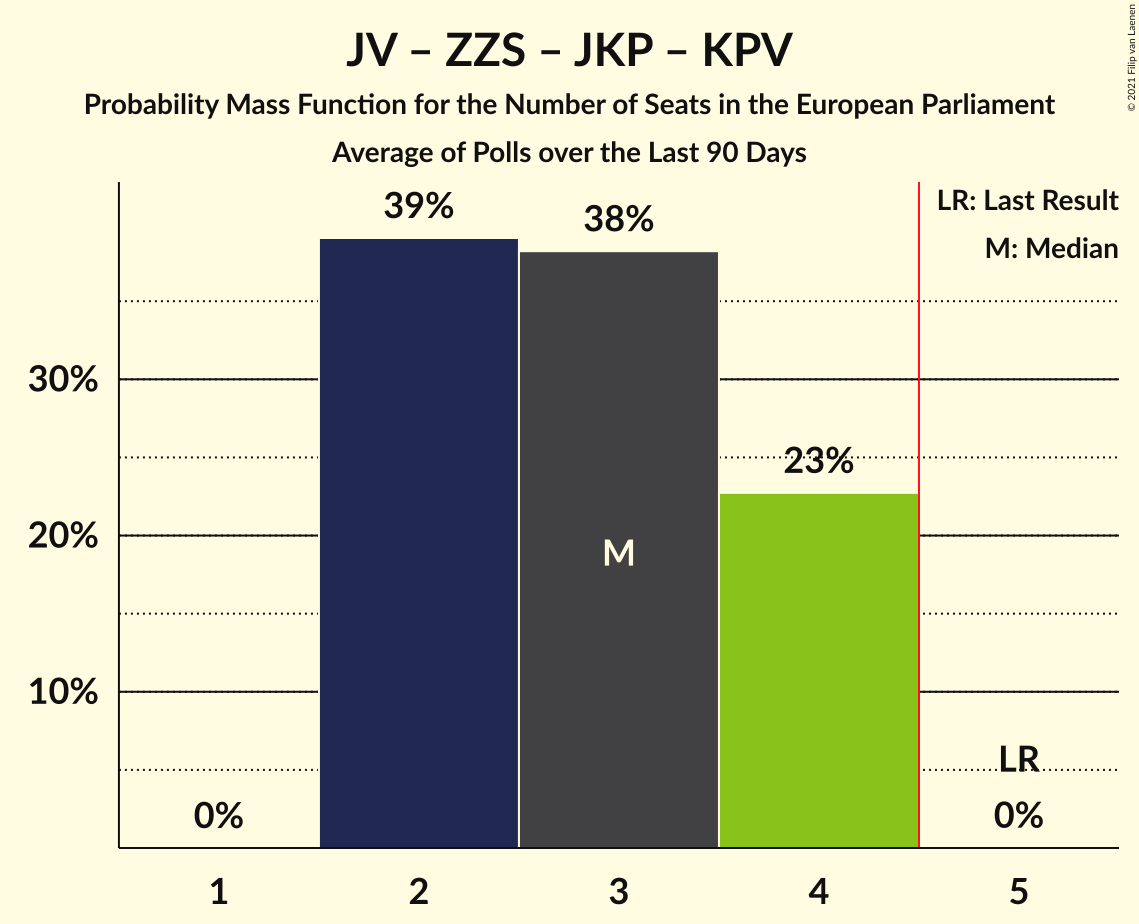 JV – ZZS – JKP – KPV
Probability Mass Function for the Number of Seats in the European Parliament
Average of Polls over the Last 90 Days
© 2021 Filip van Laenen
LR: Last Result
M: Median
39%
38%
30%
23%
20%
M
10%
LR
0%
0%
1
2
3
4
5